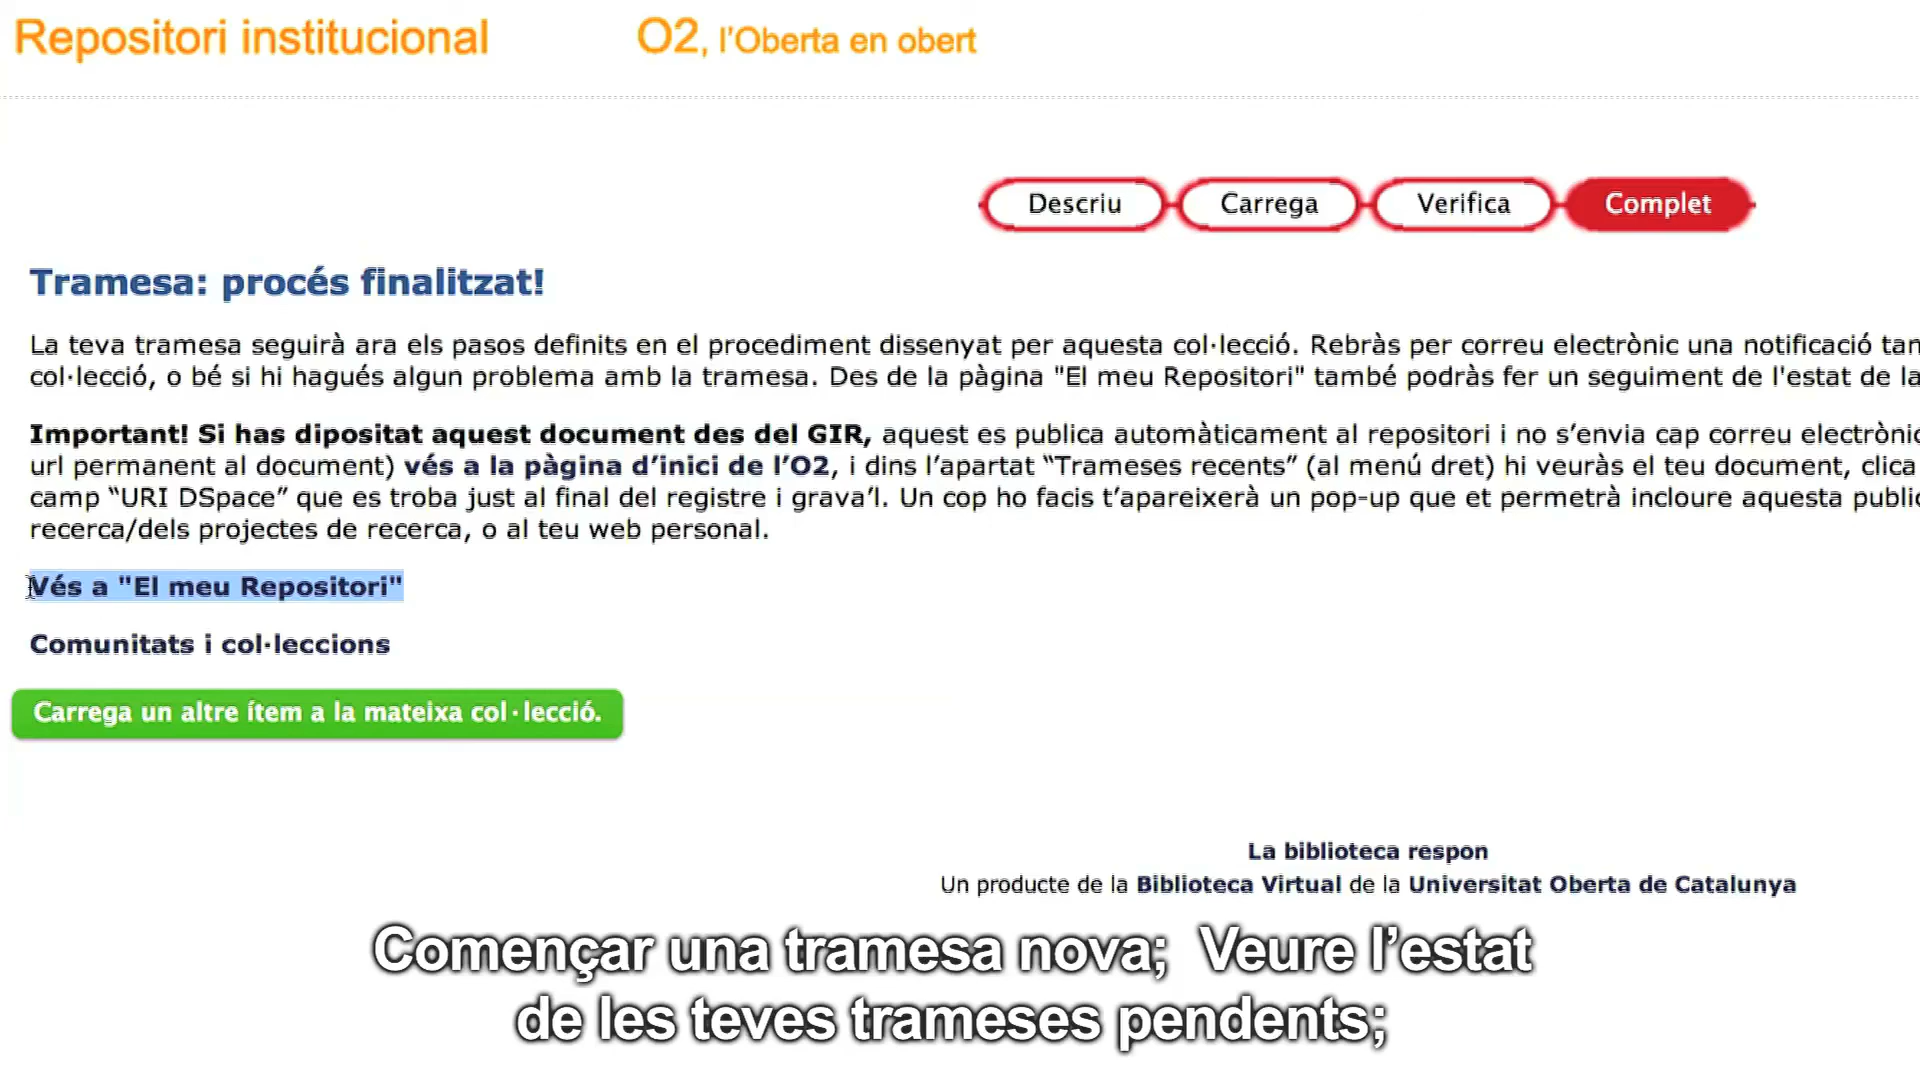 Repositori institucional
O2, l'Oberta en obert
Descriu
Carrega
Verifica
Complet
Tramesa: procés finalitzat!
La teva tramesa seguirà ara els pasos definits en el procediment dissenyat per aquesta col·lecció. Rebràs per correu electrònic una notificació
col·lecció, o bé si hi hagués algun problema amb la tramesa. Des de la pàgina "El meu Repositori" també podràs fer un seguiment de l'estat de
Important! Si has dipositat aquest document des del GIR, aquest es publica automàticament al repositori i no s’envia cap correu
url permanent al document) vés a la pàgina d’inici de l’O2, i dins l’apartat “Trameses recents” (al menú dret) hi veuràs el teu document, clica
camp “URI DSpace” que es troba just al final del registre i grava’l. Un cop ho facis t’apareixerà un pop-up que et permetrà incloure aquesta
recerca/dels projectes de recerca, o al teu web personal.
Vés a "El meu Repositori"
Comunitats i col·leccions
Carrega un altre ítem a la mateixa col·lecció.
La biblioteca respon
Un producte de la Biblioteca Virtual de la Universitat Oberta de Catalunya
Començar una tramesa nova; Veure l’estat
de les teves trameses pendents;